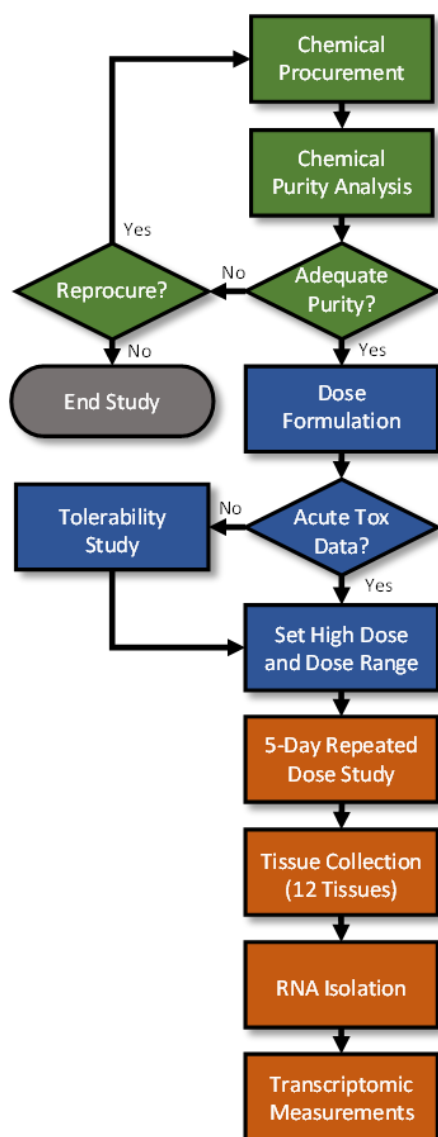 Chemical
Procurement
Chemical
Purity Analysis
Yes
Reprocure?
No
Adequate
Purity?
No
Yes
End Study
Dose
Formulation
Tolerability
Study
No
Acute Tox
Data?
Yes
Set High Dose
and Dose Range
5-Day Repeated
Dose Study
Tissue Collection
(12 Tissues)
RNA Isolation
Transcriptomic
Measurements